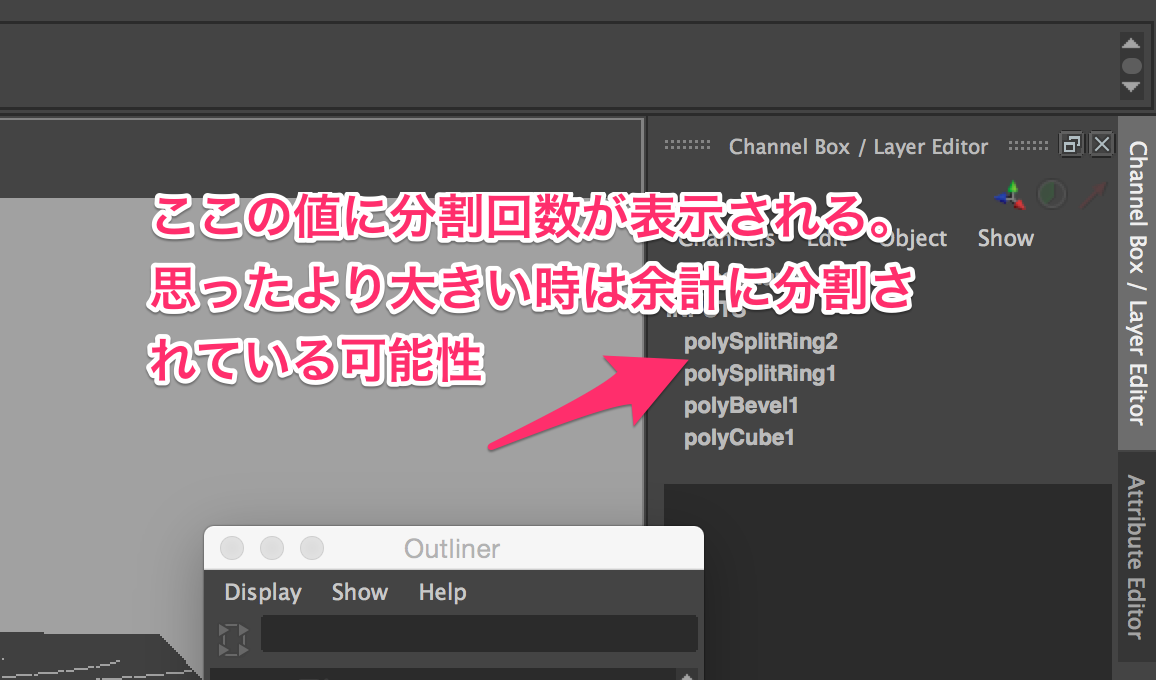 Channel Box / Layer Editor
ここの値に分割回数が表示される。
思ったより大きい時は余計に分割さ
れている可能性
Channels Edit Object Show
INPUTS
polySplitRing2
polySplitRing1
polyBevel1
polyCube1
Channel Box / Layer Editor
Attribute Editor
Outliner
Display Show Help